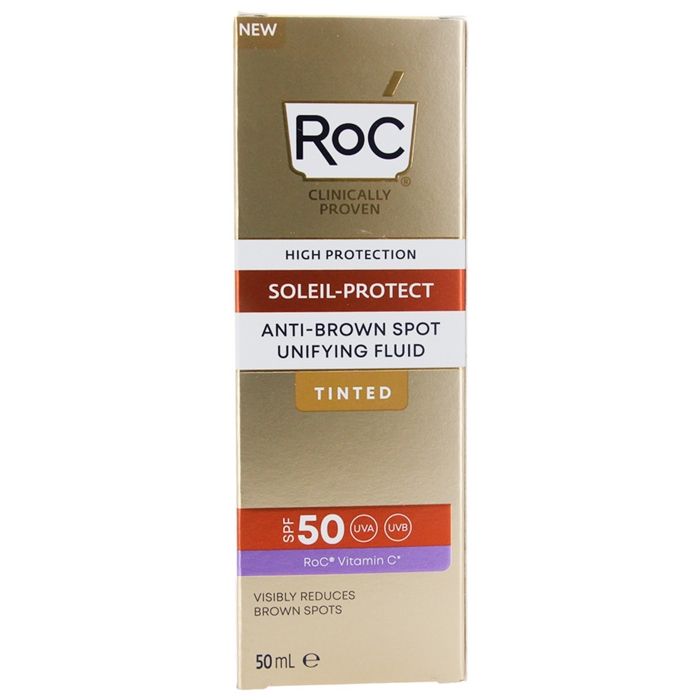 NEW
RoC
®
CLINICALLY
PROVEN
HIGH PROTECTION
SOLEIL-PROTECT
ANTI-BROWN SPOT
UNIFYING FLUID
TINTED
SPF 50 UVA UVB
RoC® Vitamin C*
VISIBLY REDUCES
BROWN SPOTS
50 mL ℮